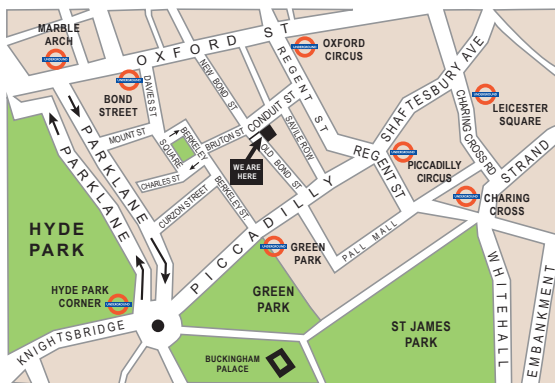 MARBLE
ARCH
UNDERGROUND
OXFORD ST
UNDERGROUND
OXFORD
CIRCUS
UNDERGROUND
BOND
STREET
DAVIES ST
NEW BOND ST
REGENT ST
SHAFTESBURY AVE
CHARING CROSS RD
UNDERGROUND
LEICESTER
SQUARE
PARKLANE
PARKLANE
MOUNT ST
BERKELEY
SQUARE
BRUTON ST
CONDUIT ST
SAVILE ROW
OLD BOND ST
WE ARE
HERE
REGENT ST
UNDERGROUND
PICCADILLY
CIRCUS
STRAND
CHARLES ST
CURZON STREET
BERKELEY ST.
PICCADILLY
UNDERGROUND
CHARING
CROSS
HYDE
PARK
UNDERGROUND
GREEN
PARK
PALL MALL
WHITEHALL
EMBANKMENT
HYDE PARK
CORNER
UNDERGROUND
GREEN
PARK
ST JAMES
PARK
KNIGHTSBRIDGE
BUCKINGHAM
PALACE